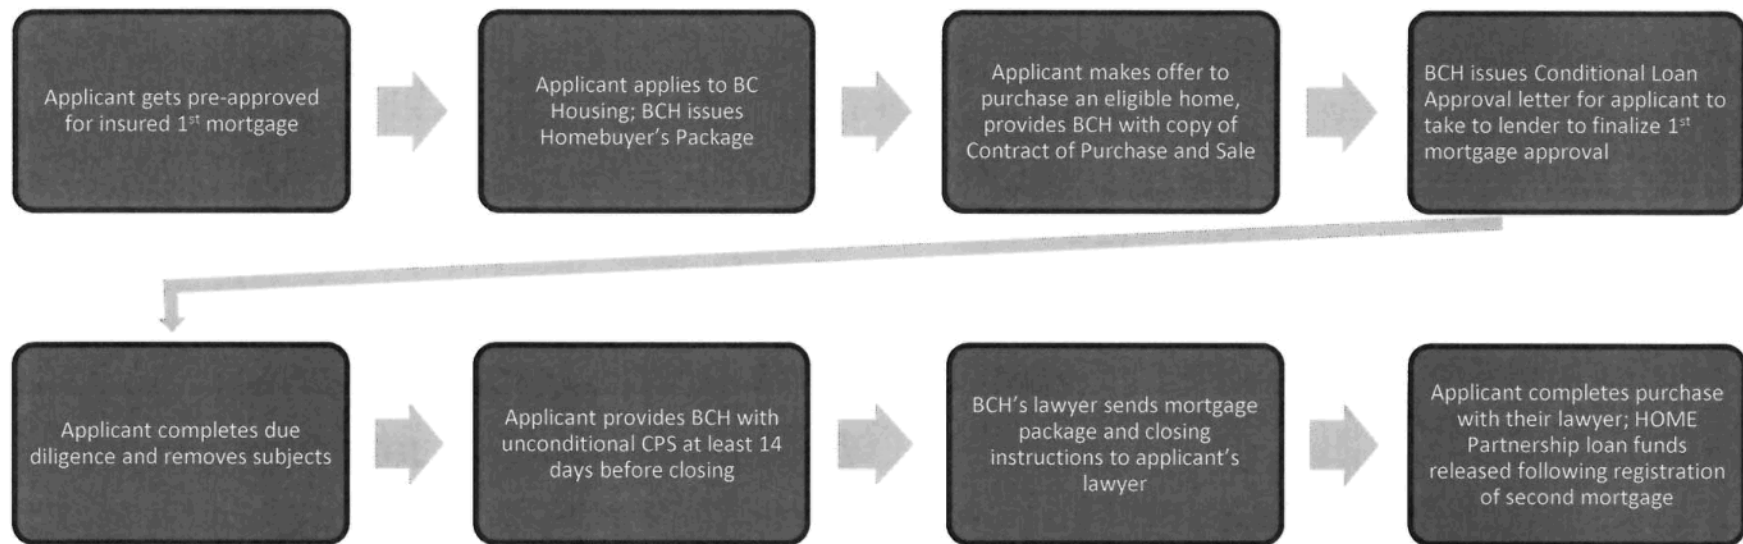 Applicant gets pre-approved
for insured 1st mortgage
Applicant applies to BC
Housing; BCH issues
Homebuyer's Package
Applicant makes offer to
purchase an eligible home,
provides BCH with copy of
Contract of Purchase and Sale
BCH issues Conditional Loan
Approval letter for applicant to
take to lender to finalize 1st
mortgage approval
Applicant completes due
diligence and removes subjects
Applicant provides BCH with
unconditional CPS at least 14
days before closing
BCH's lawyer sends mortgage
package and closing
instructions to applicant's
lawyer
Applicant completes purchase
with their lawyer; HOME
Partnership loan funds
released following registration
of second mortgage